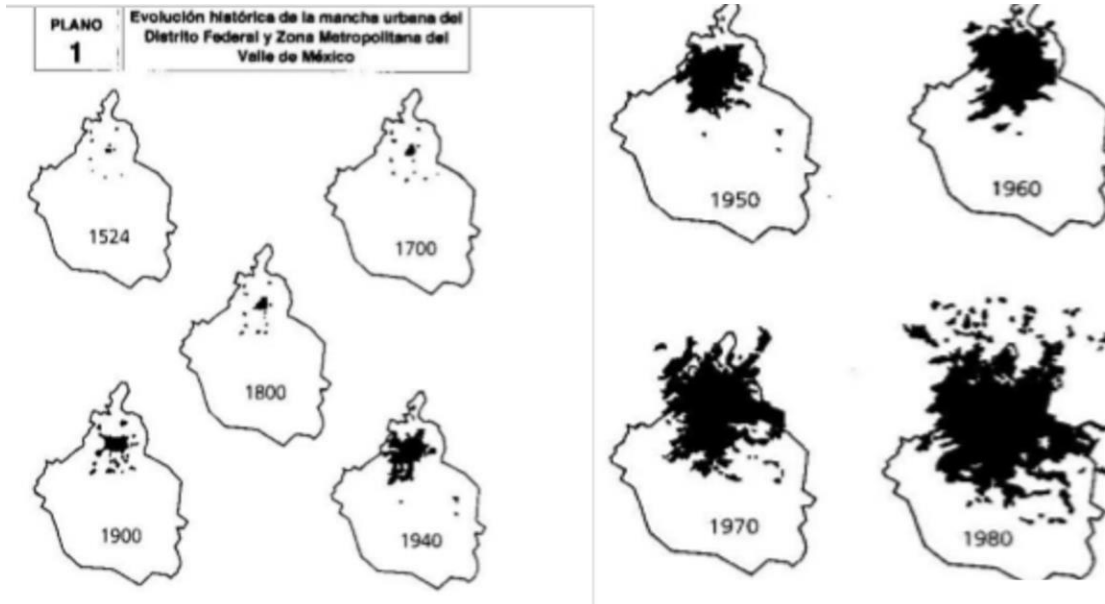 PLANO
1
Evolución histórica de la mancha urbana del
Distrito Federal y Zona Metropolitana del
Valle de México
1524
1700
1800
1900
1940
1950
1960
1970
1980